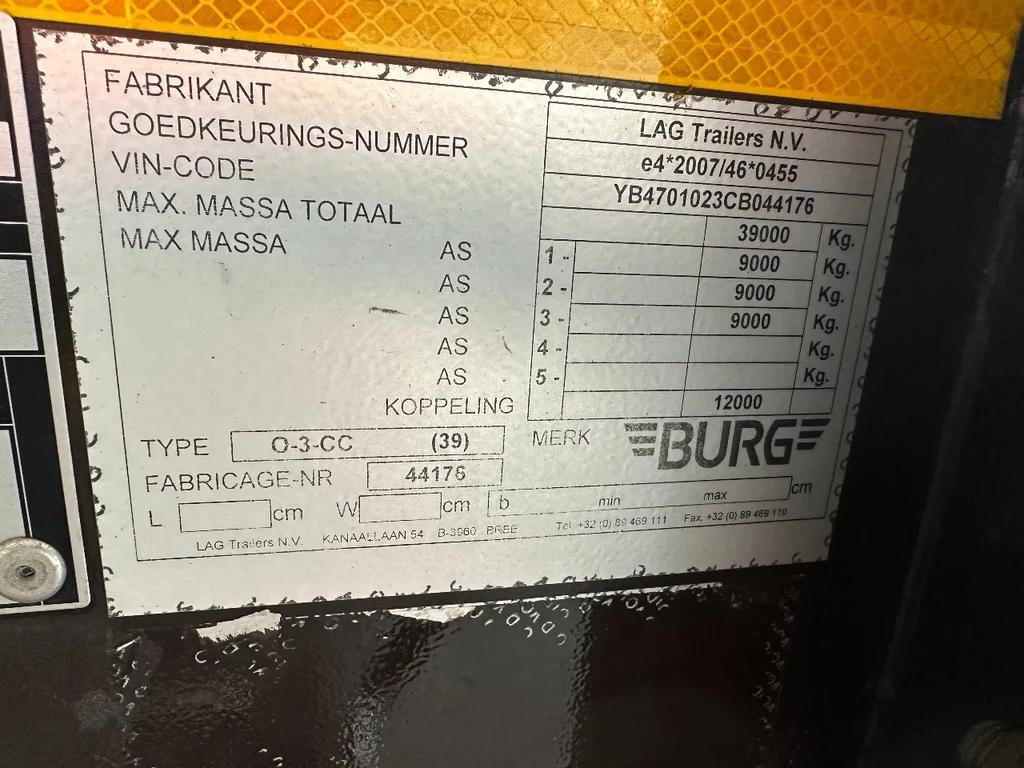 FABRIKANT LAG Trailers N.V.
GOEDKEURINGS-NUMMER e4*2007/46*0455
VIN-CODE YB4701023CB044176
MAX. MASSA TOTAAL 39000 Kg.
MAX MASSA AS 1 - 9000 Kg.
AS 2 - 9000 Kg.
AS 3 - 9000 Kg.
AS 4 - Kg.
AS 5 - Kg.
KOPPELING 12000
TYPE O-3-CC (39) MERK BURG
FABRICAGE-NR 44176
L cm W cm b min max cm
LAG Trailers N.V. KANAALLAAN 54 B-3960 BREE Tel. +32 (0) 89 469 111 Fax. +32 (0) 89 469 110